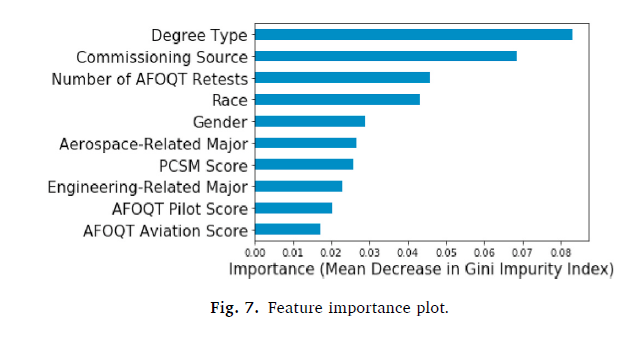 Degree Type
Commissioning Source
Number of AFOQT Retests
Race
Gender
Aerospace-Related Major
PCSM Score
Engineering-Related Major
AFOQT Pilot Score
AFOQT Aviation Score
0.00 0.01 0.02 0.03 0.04 0.05 0.06 0.07 0.08
Importance (Mean Decrease in Gini Impurity Index)
Fig. 7. Feature importance plot.